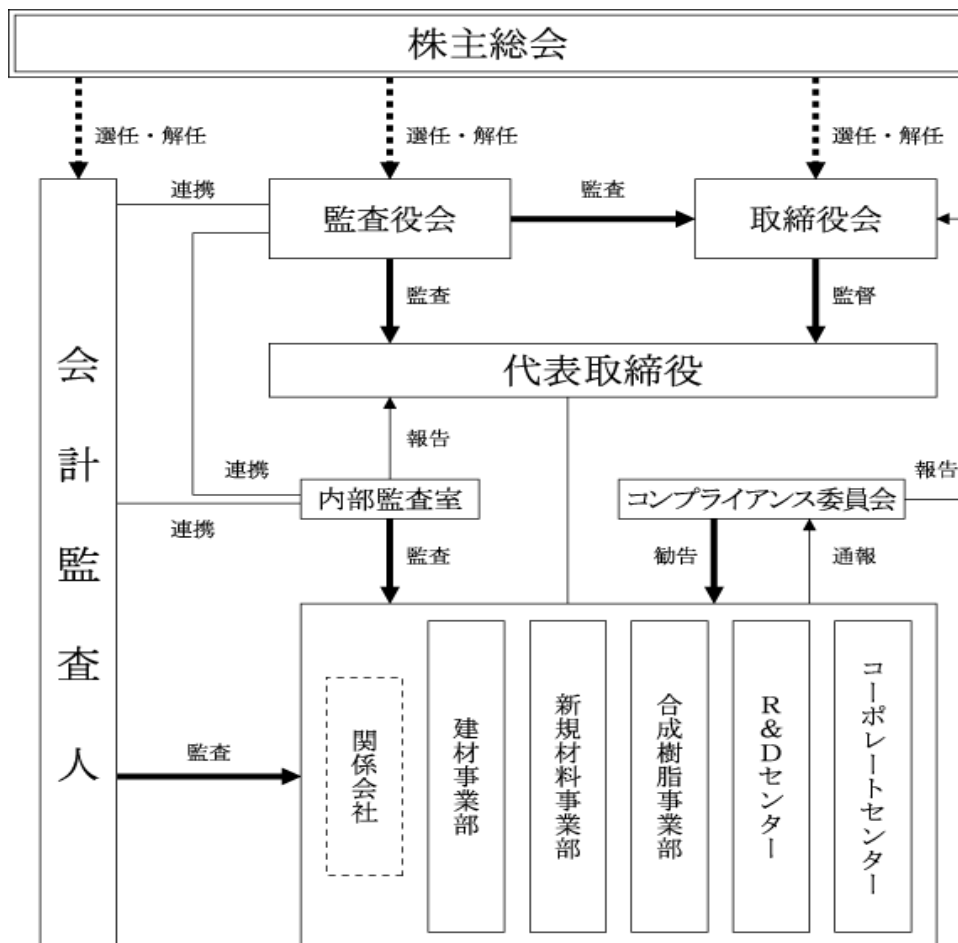 株主総会
選任・解任
選任・解任
選任・解任
連携
監査役会
監査
取締役会
監査
監督
代表取締役
報告
連携
内部監査室
連携
監査
コンプライアンス委員会
報告
勧告
通報
会計監査人
監査
関係会社
建材事業部
新規材料事業部
合成樹脂事業部
R&Dセンター
コーポレートセンター